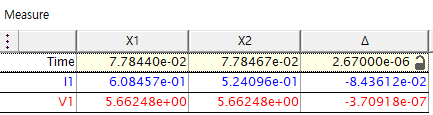 Measure
X1 X2 Δ
Time 7.78440e-02 7.78467e-02 2.67000e-06
I1 6.08457e-01 5.24096e-01 -8.43612e-02
V1 5.66248e+00 5.66248e+00 -3.70918e-07